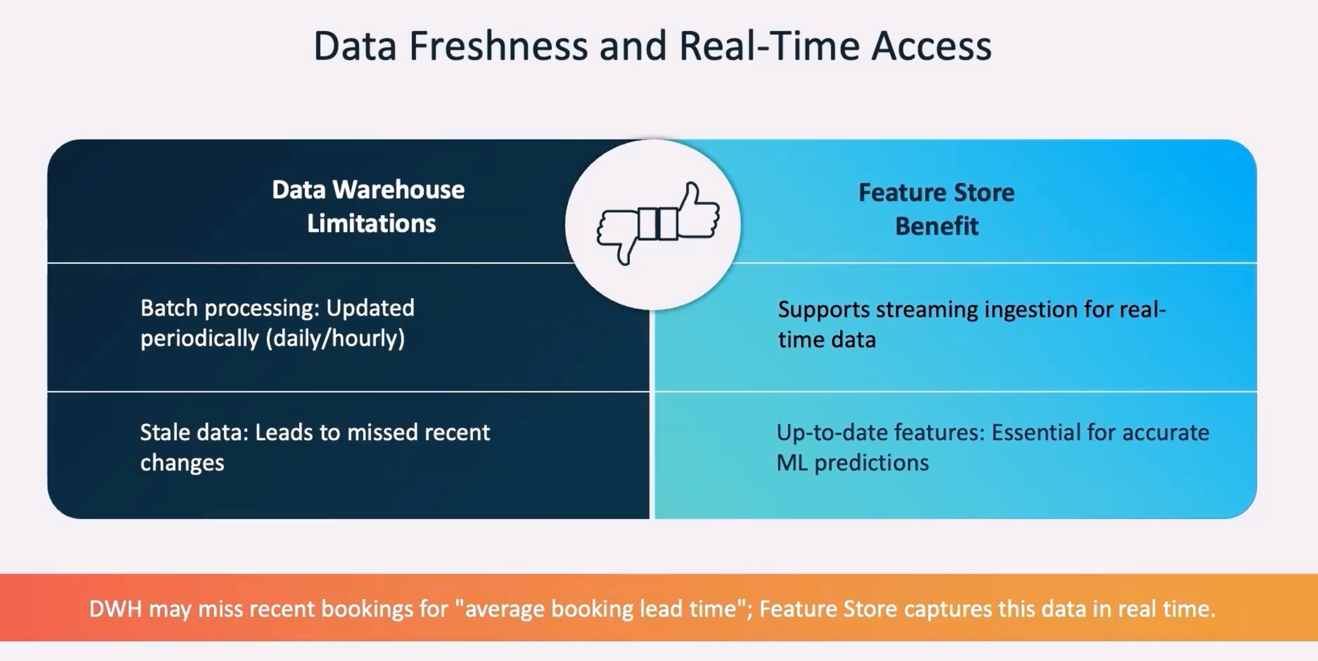 Data Freshness and Real-Time Access
Data Warehouse
Limitations
Feature Store
Benefit
Batch processing: Updated
periodically (daily/hourly)
Supports streaming ingestion for real-
time data
Stale data: Leads to missed recent
changes
Up-to-date features: Essential for accurate
ML predictions
DWH may miss recent bookings for "average booking lead time"; Feature Store captures this data in real time.